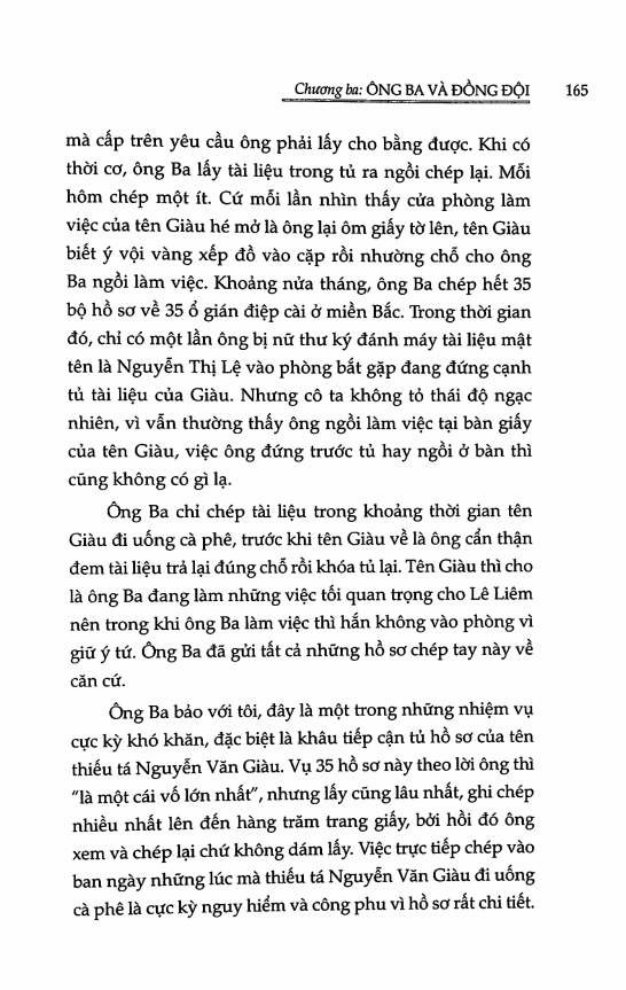 Chương ba: ÔNG BA VÀ ĐỒNG ĐỘI 165
mà cấp trên yêu cầu ông phải lấy cho bằng được. Khi có
thời cơ, ông Ba lấy tài liệu trong tủ ra ngồi chép lại. Mỗi
hôm chép một ít. Cứ mỗi lần nhìn thấy cửa phòng làm
việc của tên Giàu hé mở là ông lại ôm giấy tờ lên, tên Giàu
biết ý vội vàng xếp đồ vào cặp rồi nhường chỗ cho ông
Ba ngồi làm việc. Khoảng nửa tháng, ông Ba chép hết 35
bộ hồ sơ về 35 ổ gián điệp cài ở miền Bắc. Trong thời gian
đó, chỉ có một lần ông bị nữ thư ký đánh máy tài liệu mật
tên là Nguyễn Thị Lệ vào phòng bắt gặp đang đứng cạnh
tủ tài liệu của Giàu. Nhưng cô ta không tỏ thái độ ngạc
nhiên, vì vẫn thường thấy ông ngồi làm việc tại bàn giấy
của tên Giàu, việc ông đứng trước tủ hay ngồi ở bàn thì
cũng không có gì lạ.
Ông Ba chỉ chép tài liệu trong khoảng thời gian tên
Giàu đi uống cà phê, trước khi tên Giàu về là ông cẩn thận
đem tài liệu trả lại đúng chỗ rồi khóa tủ lại. Tên Giàu thì cho
là ông Ba đang làm những việc tối quan trọng cho Lê Liêm
nên trong khi ông Ba làm việc thì hắn không vào phòng vì
giữ ý tứ. Ông Ba đã gửi tất cả những hồ sơ chép tay này về
căn cứ.
Ông Ba bảo với tôi, đây là một trong những nhiệm vụ
cực kỳ khó khăn, đặc biệt là khâu tiếp cận tủ hồ sơ của tên
thiếu tá Nguyễn Văn Giàu. Vụ 35 hồ sơ này theo lời ông thì
"là một cái vố lớn nhất", nhưng lấy cũng lâu nhất, ghi chép
nhiều nhất lên đến hàng trăm trang giấy, bởi hồi đó ông
xem và chép lại chứ không dám lấy. Việc trực tiếp chép vào
ban ngày những lúc mà thiếu tá Nguyễn Văn Giàu đi uống
cà phê là cực kỳ nguy hiểm và công phu vì hồ sơ rất chi tiết.